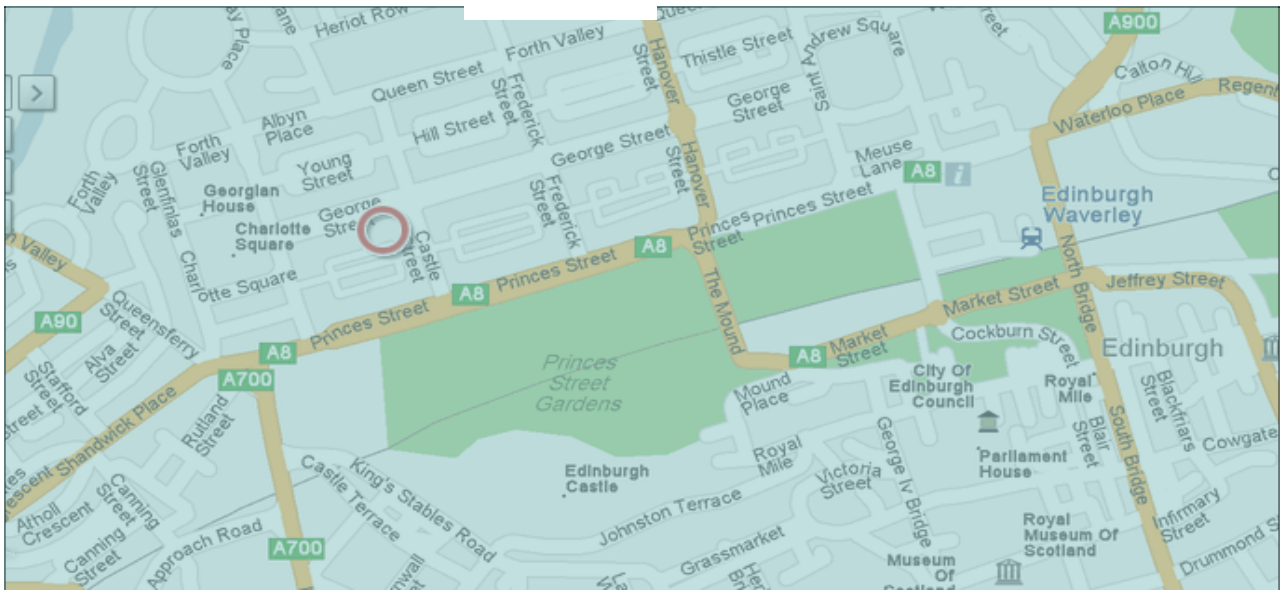 Heriot Row
Queen Street
Forth Valley
Hanover
Street
Thistle Street
Saint Andrew Square
A900
Calton Hill
Regent
Waterloo Place
Queen Street
Frederick
Street
George
Street
Albyn
Place
Hill Street
George Street
Hanover
Street
Meuse
Lane
A8
i
Forth
Valley
Young
Street
Glenfinlas
Street
Forth
Valley
Georgian
House
George
Street
Castle
Street
Frederick
Street
Princes
Street
Princes Street
Edinburgh
Waverley
Charlotte
Square
Charlotte Square
A8
Princes Street
A8
Princes Street
A8
The Mound
Market Street
North Bridge
Jeffrey Street
Valley
A90
Queensferry
Street
Alva
Street
Stafford
Street
Street
A700
Shandwick Place
Rutland
Street
Princes
Street
Gardens
A8
Market
Street
Cockburn Street
Edinburgh
Mound
Place
City Of
Edinburgh
Council
Royal
Mile
Blackfriars
Street
Blair
Street
South Bridge
Cowgate
Parliament
House
Royal
Mile
Victoria
Street
George Iv Bridge
Edinburgh
Castle
King's Stables Road
Castle Terrace
Johnston Terrace
Grassmarket
Canning
Street
Atholl
Crescent
Canning
Street
Approach Road
A700
Royal
Museum Of
Scotland
Infirmary
Street
Drummond S
Museum
Of
Scotland